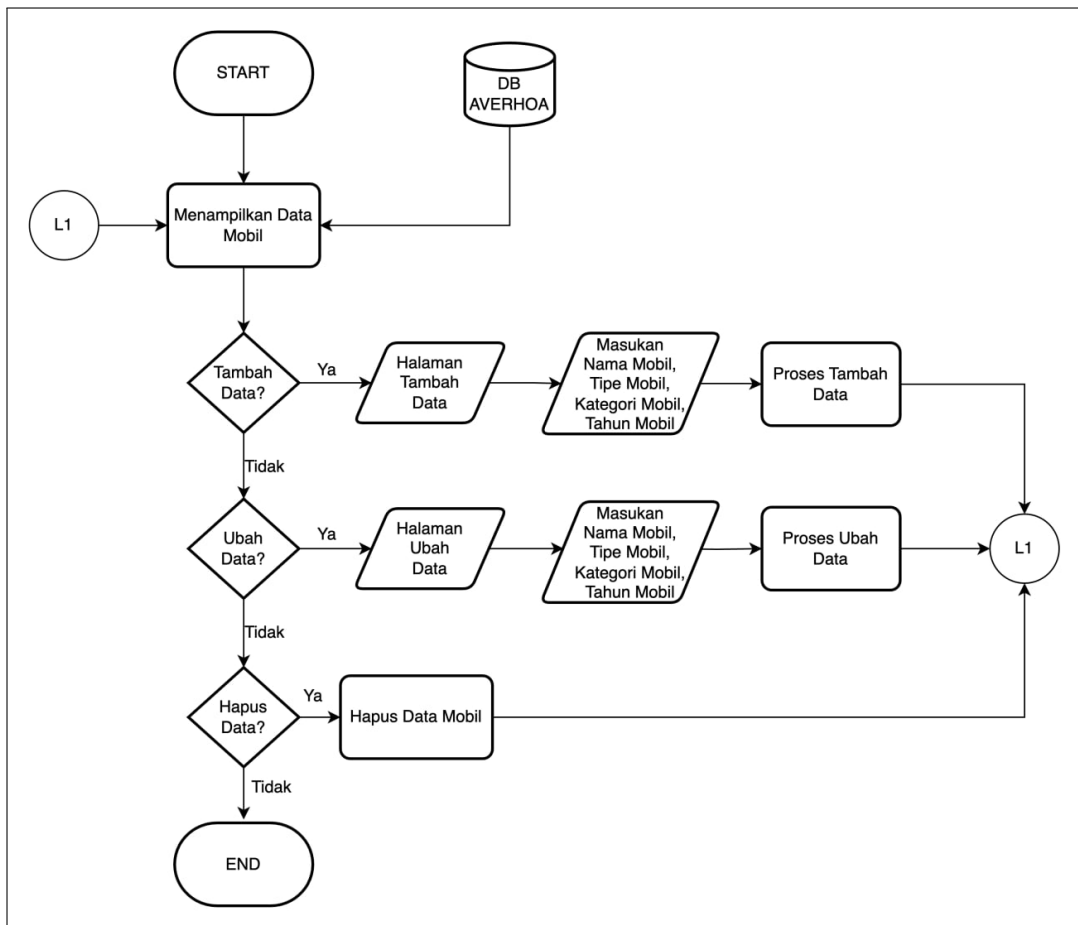 START
DB
AVERHOA
L1
Menampilkan Data
Mobil
Tambah
Data?
Ya
Halaman
Tambah
Data
Masukan
Nama Mobil,
Tipe Mobil,
Kategori Mobil,
Tahun Mobil
Proses Tambah
Data
Tidak
Ubah
Data?
Ya
Halaman
Ubah
Data
Masukan
Nama Mobil,
Tipe Mobil,
Kategori Mobil,
Tahun Mobil
Proses Ubah
Data
L1
Tidak
Hapus
Data?
Ya
Hapus Data Mobil
Tidak
END